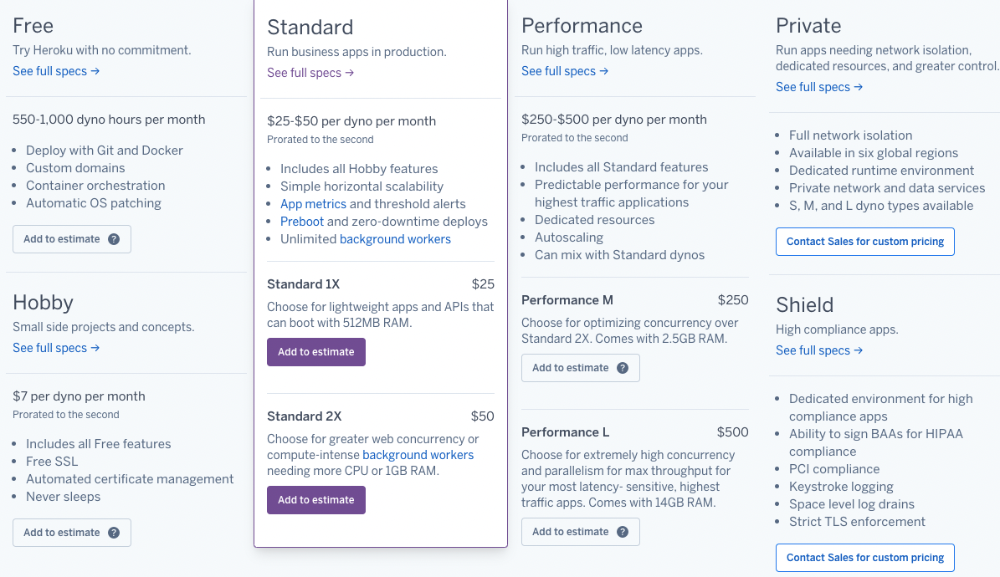 Free
Try Heroku with no commitment.
See full specs →
550-1,000 dyno hours per month
• Deploy with Git and Docker
• Custom domains
• Container orchestration
• Automatic OS patching
Add to estimate ?
Hobby
Small side projects and concepts.
See full specs →
$7 per dyno per month
Prorated to the second
• Includes all Free features
• Free SSL
• Automated certificate management
• Never sleeps
Add to estimate ?
Standard
Run business apps in production.
See full specs →
$25-$50 per dyno per month
Prorated to the second
• Includes all Hobby features
• Simple horizontal scalability
• App metrics and threshold alerts
• Preboot and zero-downtime deploys
• Unlimited background workers
Standard 1X $25
Choose for lightweight apps and APIs that
can boot with 512MB RAM.
Add to estimate
Standard 2X $50
Choose for greater web concurrency or
compute-intense background workers
needing more CPU or 1GB RAM.
Add to estimate
Performance
Run high traffic, low latency apps.
See full specs →
$250-$500 per dyno per month
Prorated to the second
• Includes all Standard features
• Predictable performance for your
highest traffic applications
• Dedicated resources
• Autoscaling
• Can mix with Standard dynos
Performance M $250
Choose for optimizing concurrency over
Standard 2X. Comes with 2.5GB RAM.
Add to estimate ?
Performance L $500
Choose for extremely high concurrency
and parallelism for max throughput for
your most latency- sensitive, highest
traffic apps. Comes with 14GB RAM.
Add to estimate ?
Private
Run apps needing network isolation,
dedicated resources, and greater control.
See full specs →
• Full network isolation
• Available in six global regions
• Dedicated runtime environment
• Private network and data services
• S, M, and L dyno types available
Contact Sales for custom pricing
Shield
High compliance apps.
See full specs →
• Dedicated environment for high
compliance apps
• Ability to sign BAAs for HIPAA
compliance
• PCI compliance
• Keystroke logging
• Space level log drains
• Strict TLS enforcement
Contact Sales for custom pricing